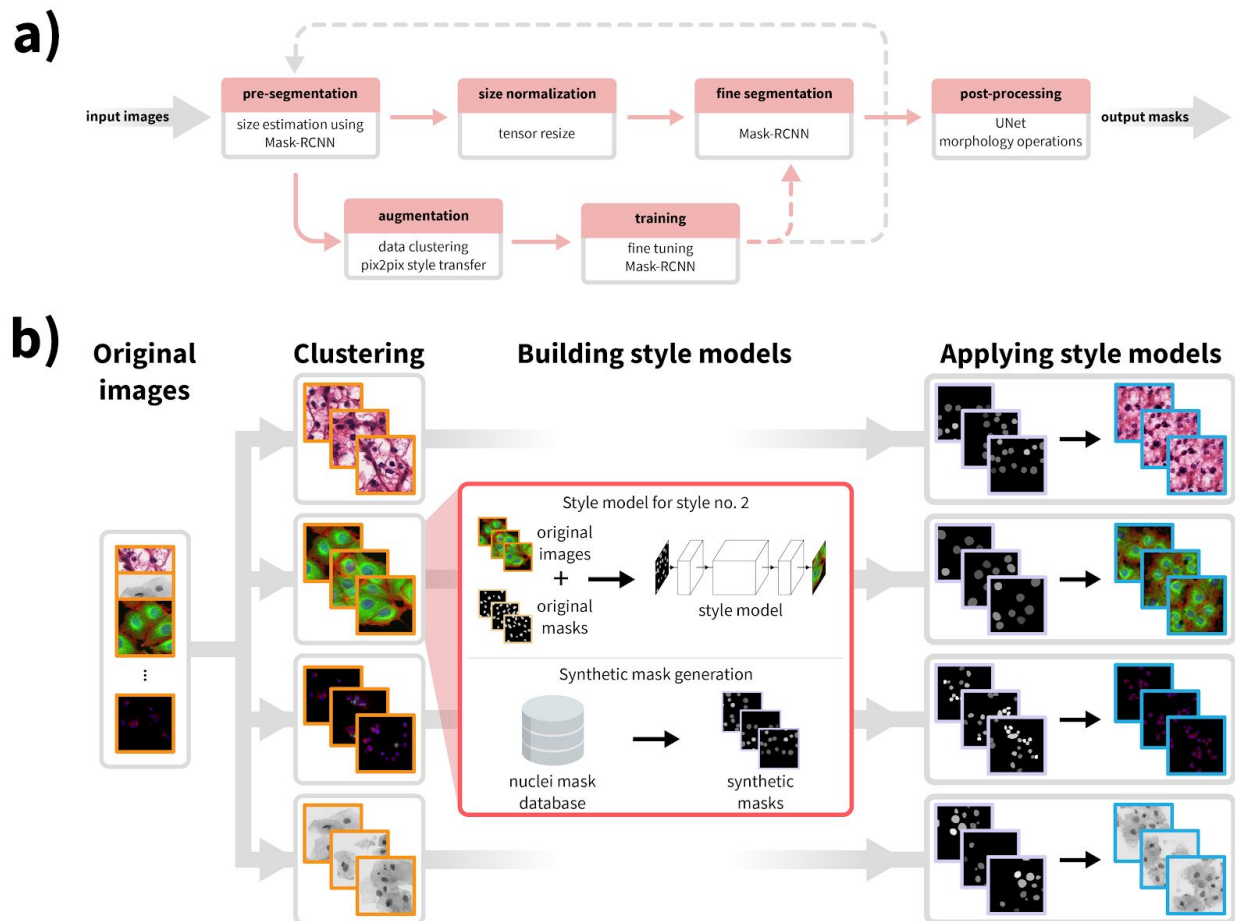 a)
input images
pre-segmentation
size estimation using
Mask-RCNN
size normalization
tensor resize
fine segmentation
Mask-RCNN
post-processing
UNet
morphology operations
output masks
augmentation
data clustering
pix2pix style transfer
training
fine tuning
Mask-RCNN
b)
Original
images
Clustering
Building style models
Applying style models
...
Style model for style no. 2
original
images
+
original
masks
style model
Synthetic mask generation
nuclei mask
database
synthetic
masks